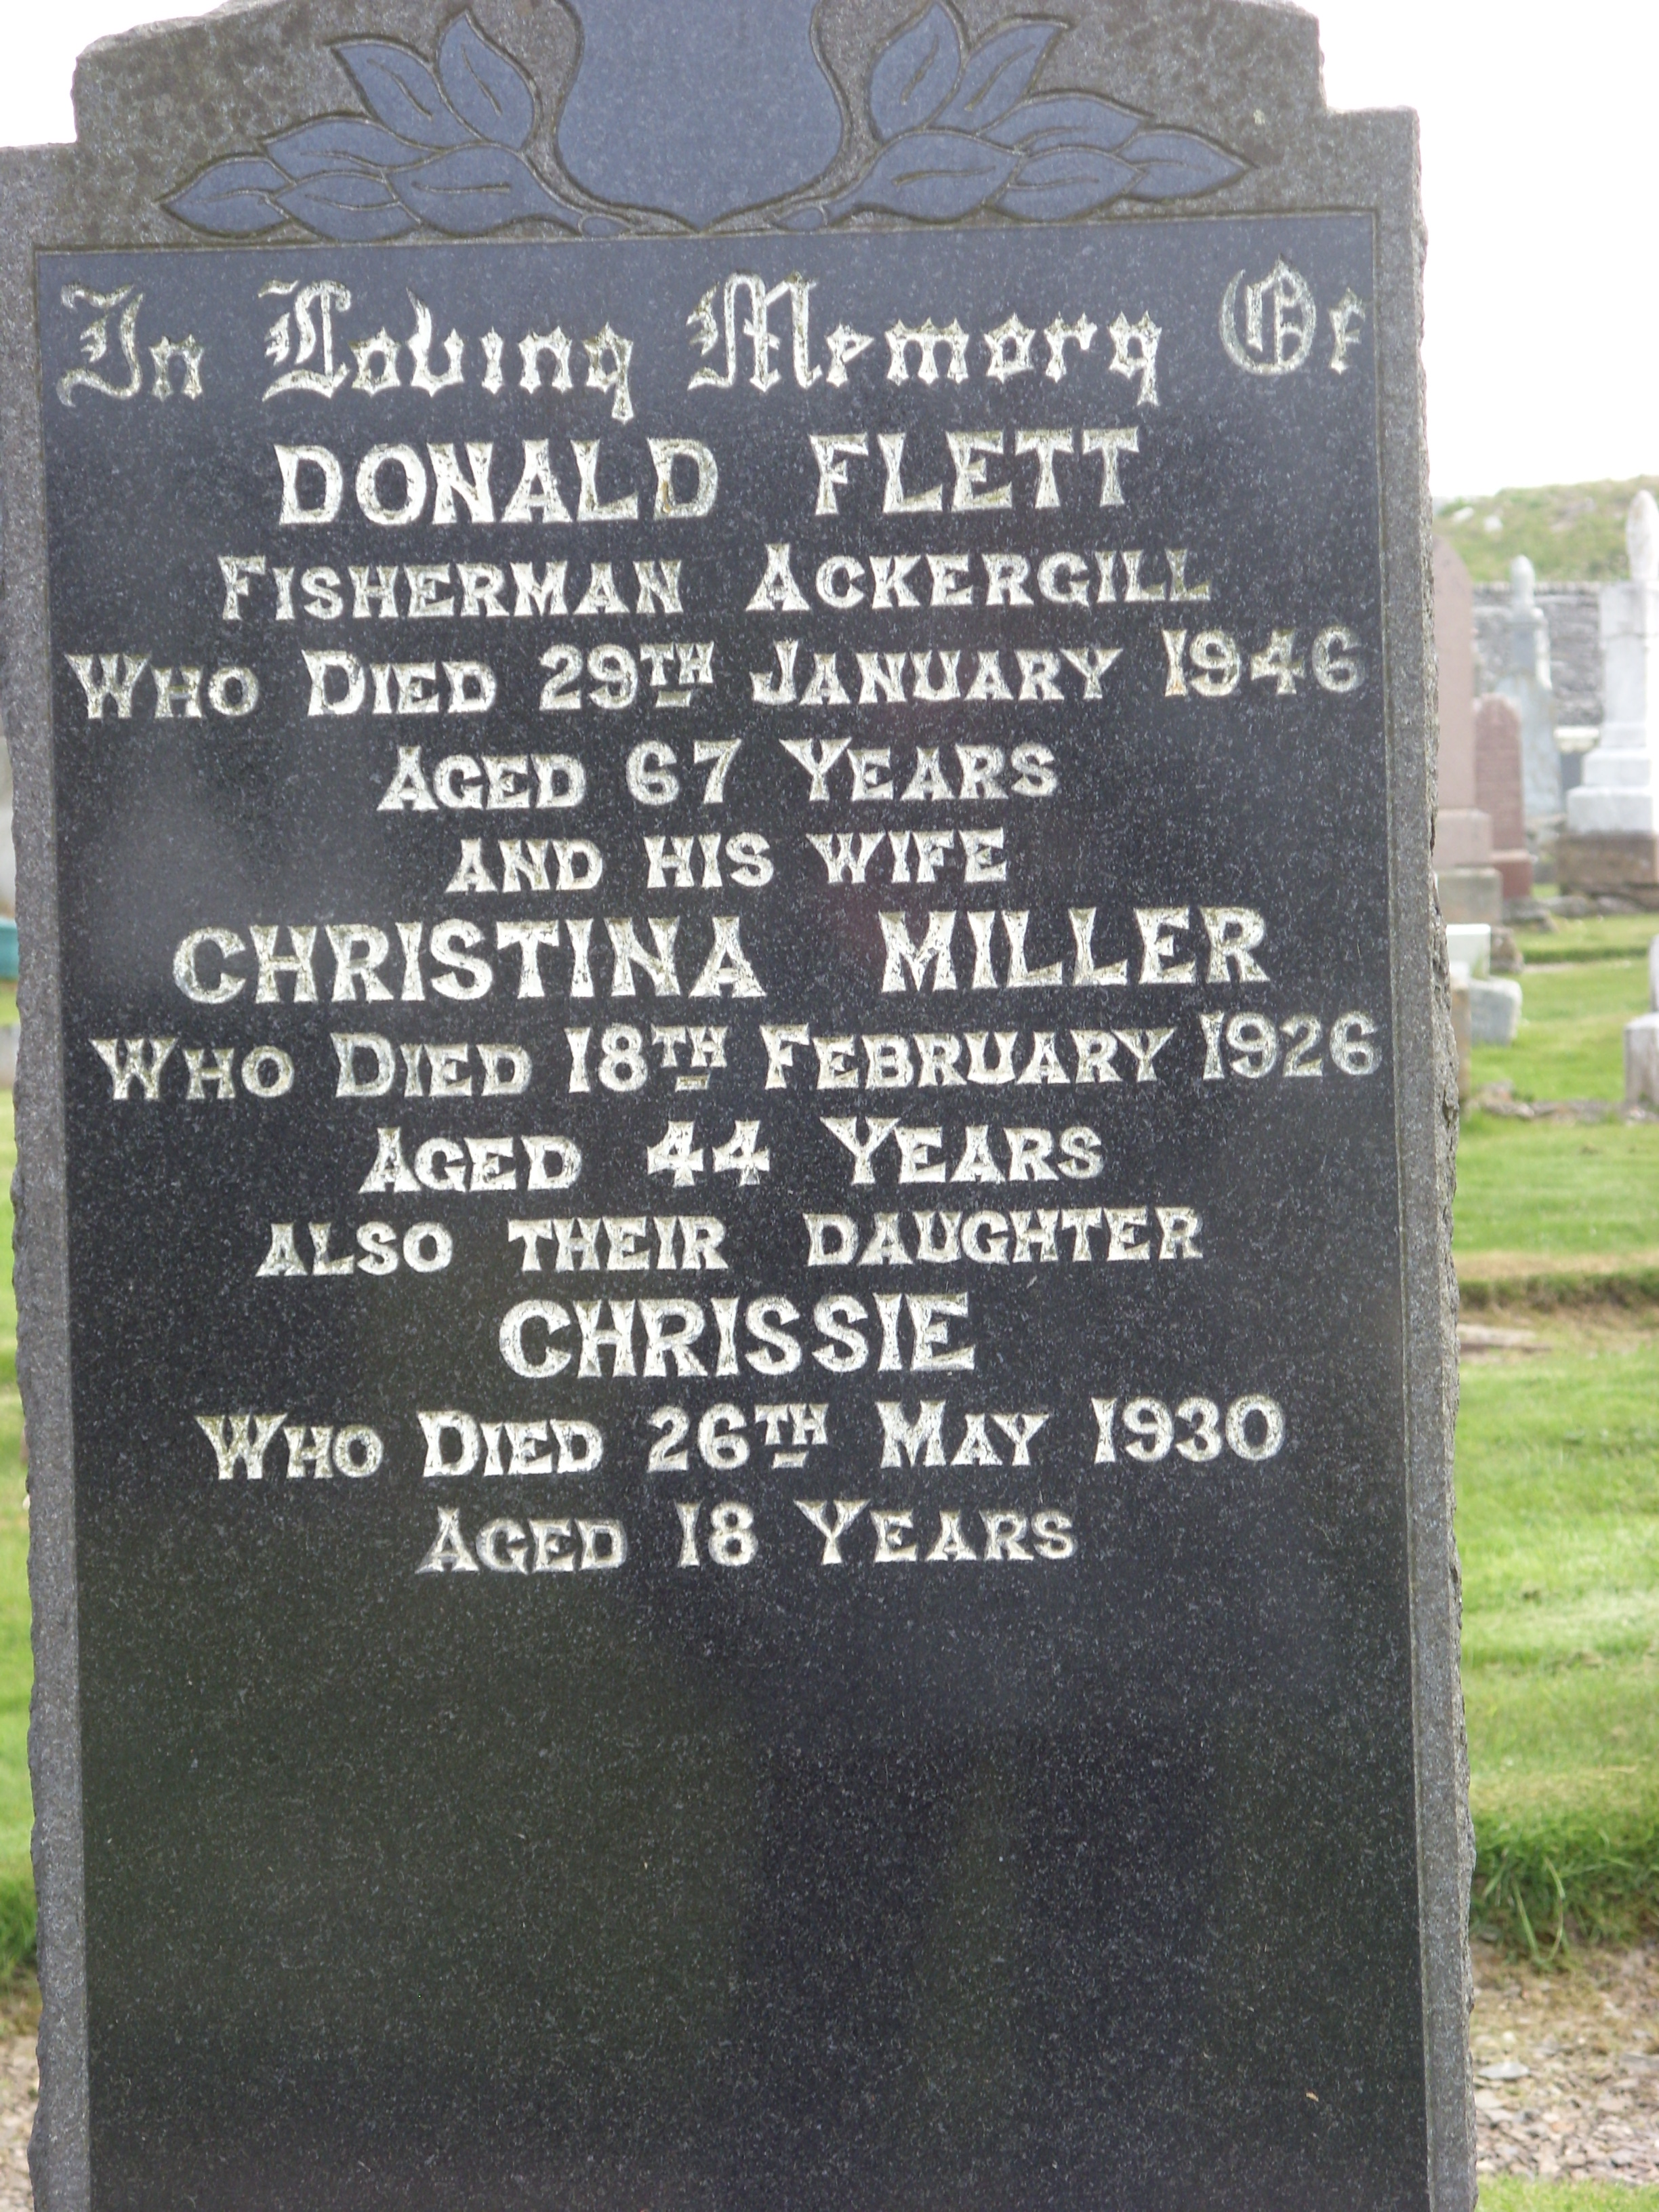 In Loving Memory Of
DONALD FLETT
FISHERMAN ACKERGILL
WHO DIED 29TH JANUARY 1946
AGED 67 YEARS
AND HIS WIFE
CHRISTINA MILLER
WHO DIED 18TH FEBRUARY 1926
AGED 44 YEARS
ALSO THEIR DAUGHTER
CHRISSIE
WHO DIED 26TH MAY 1930
AGED 18 YEARS